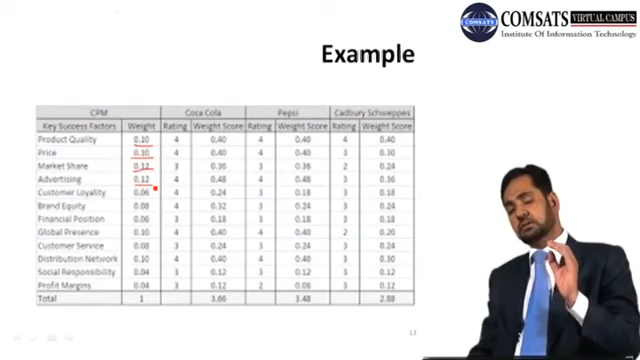 COMSATS VIRTUAL CAMPUS
Institute Of Information Technology
Example
CPM Coca Cola Pepsi Cadbury Schweppes
Key Success Factors Weight Rating Weight Score Rating Weight Score Rating Weight Score
Product Quality 0.10 4 0.40 4 0.40 4 0.40
Price 0.10 4 0.40 4 0.40 3 0.30
Market Share 0.12 3 0.36 3 0.36 2 0.24
Advertising 0.12 4 0.48 4 0.48 3 0.36
Customer Loyality 0.06 4 0.24 3 0.18 3 0.18
Brand Equity 0.08 4 0.32 3 0.24 3 0.24
Financial Position 0.06 3 0.18 3 0.18 3 0.18
Global Presence 0.10 4 0.40 4 0.40 2 0.20
Customer Service 0.08 3 0.24 3 0.24 3 0.24
Distribution Network 0.10 4 0.40 4 0.40 3 0.30
Social Responsibility 0.04 3 0.12 3 0.12 3 0.12
Profit Margins 0.04 3 0.12 2 0.08 3 0.12
Total 1 3.66 3.48 2.88
12